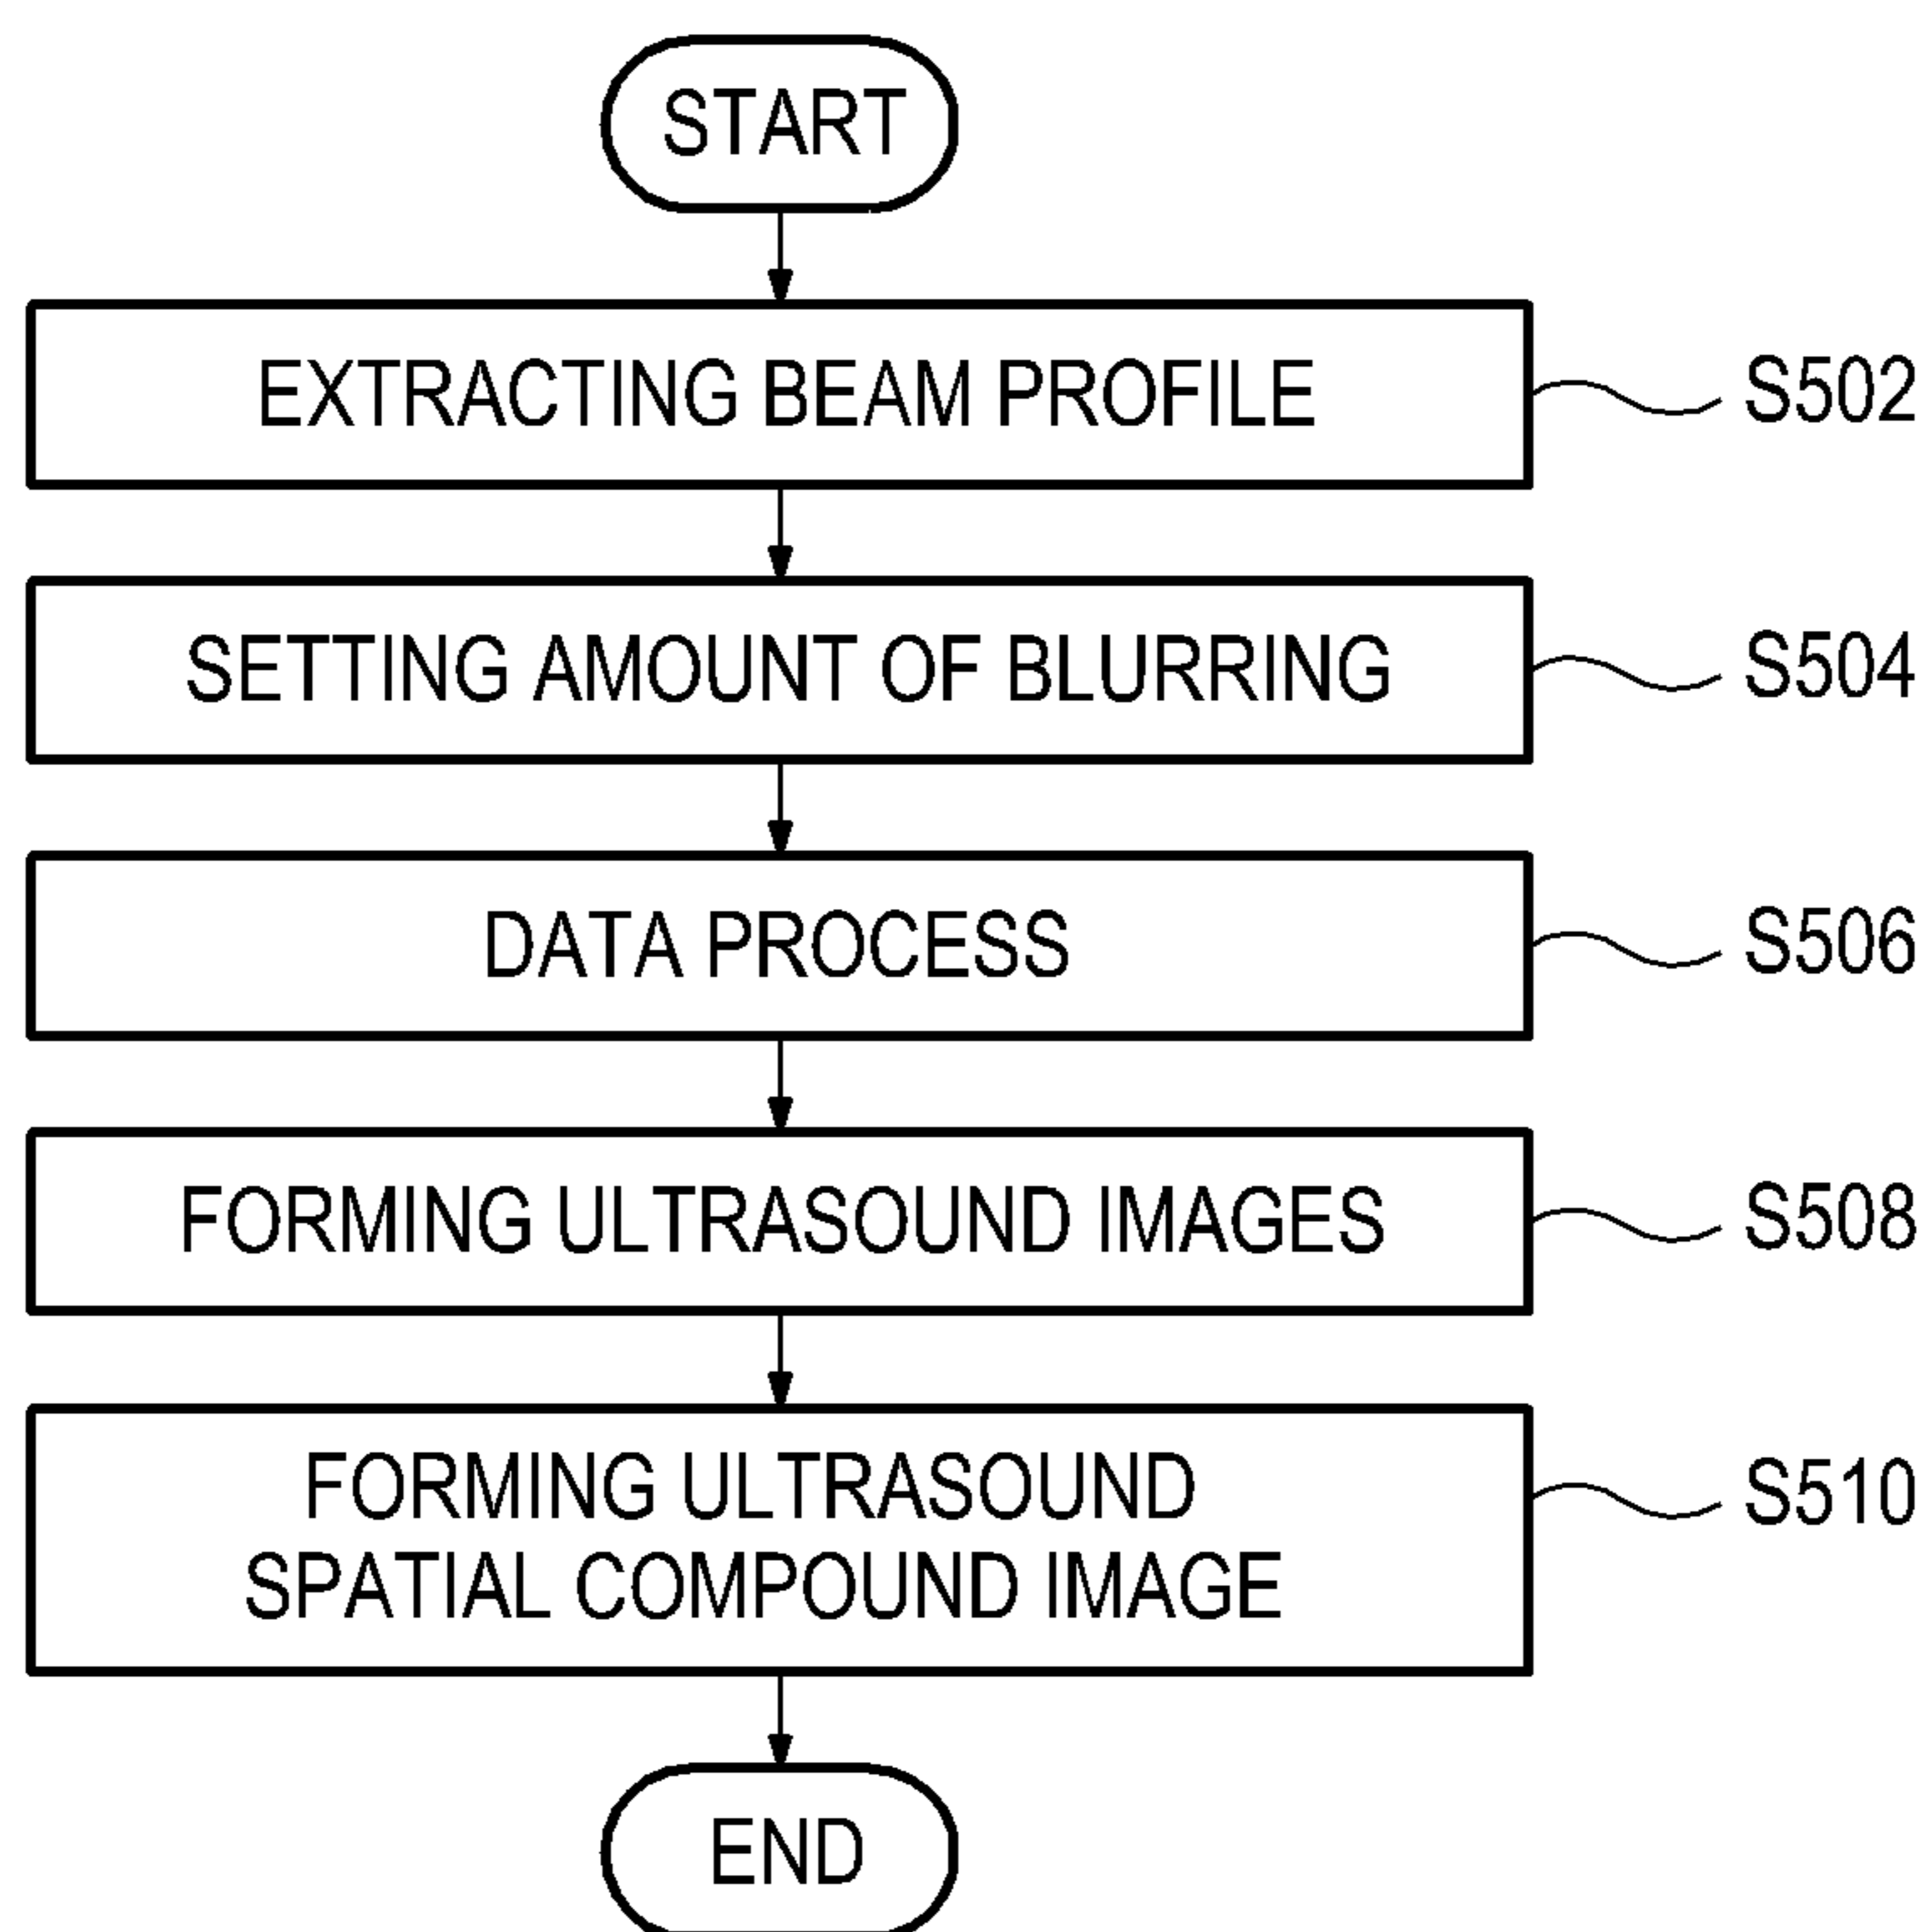 START
EXTRACTING BEAM PROFILE
S502
SETTING AMOUNT OF BLURRING
S504
DATA PROCESS
S506
FORMING ULTRASOUND IMAGES
S508
FORMING ULTRASOUND
SPATIAL COMPOUND IMAGE
S510
END